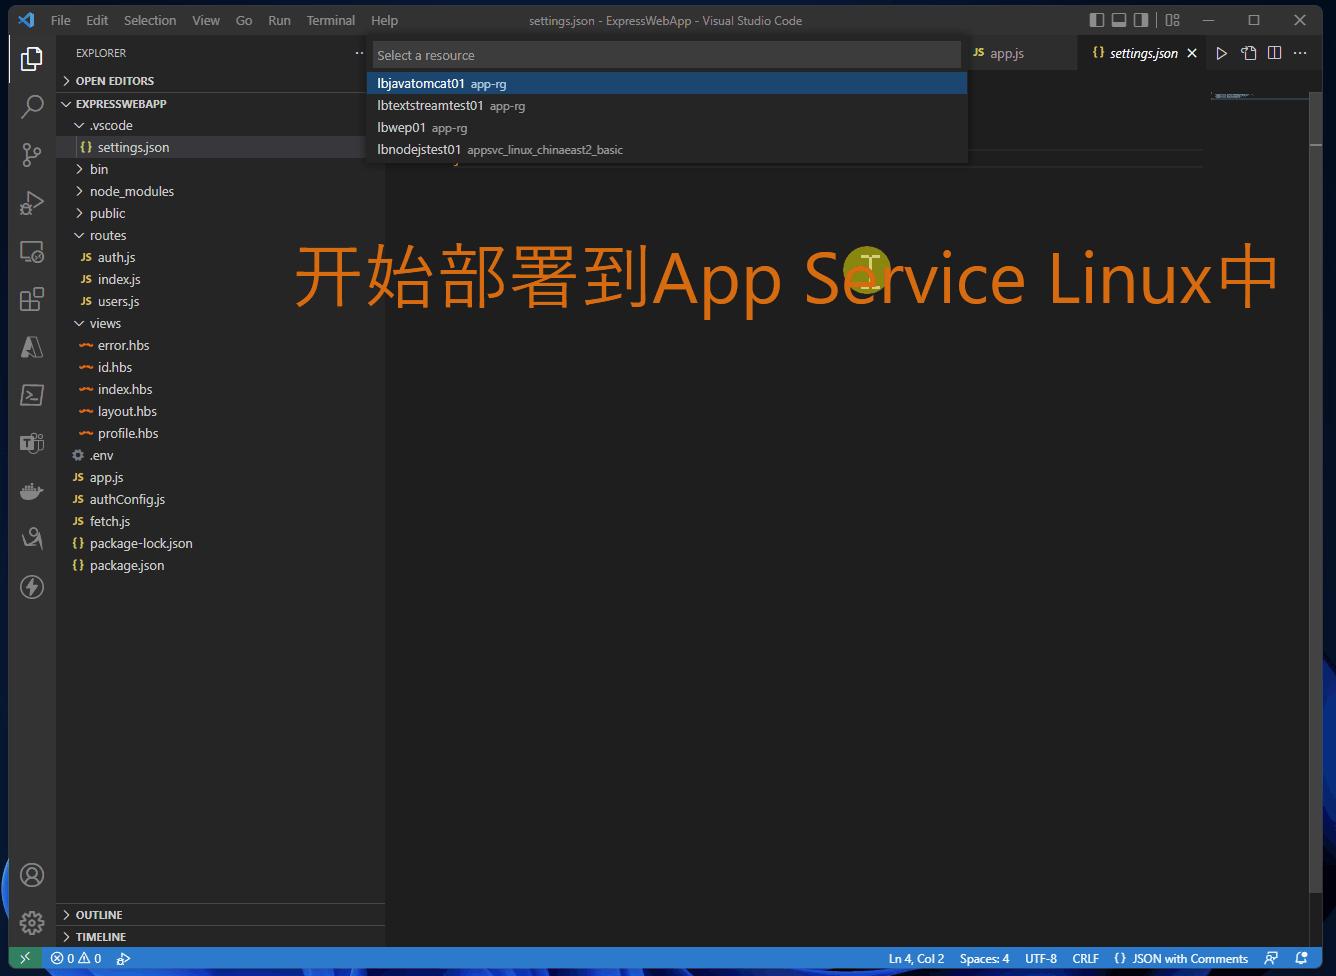 File Edit Selection View Go Run Terminal Help settings.json - ExpressWebApp - Visual Studio Code
EXPLORER
Select a resource
JS app.js
{} settings.json
lbjavatomcat01 app-rg
lbtextstreamtest01 app-rg
lbwep01 app-rg
lbnodejstest01 appsvc_linux_chinaeast2_basic
OPEN EDITORS
EXPRESSWEBAPP
.vscode
{} settings.json
bin
node_modules
public
routes
JS auth.js
JS index.js
JS users.js
views
error.hbs
id.hbs
index.hbs
layout.hbs
profile.hbs
.env
JS app.js
JS authConfig.js
JS fetch.js
{} package-lock.json
{} package.json
开始部署到App Service Linux中
OUTLINE
TIMELINE
0 0 Ln 4, Col 2 Spaces: 4 UTF-8 CRLF {} JSON with Comments